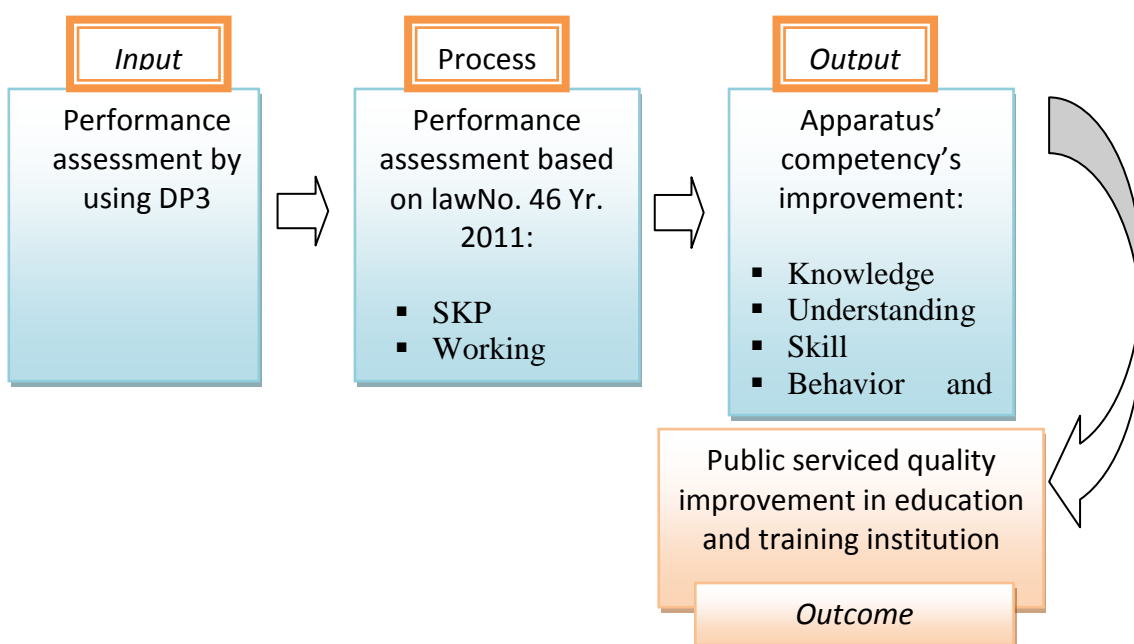 Input
Performance
assessment by
using DP3
Process
Performance
assessment based
on lawNo. 46 Yr.
2011:
▪ SKP
▪ Working
Output
Apparatus’
competency’s
improvement:
▪ Knowledge
▪ Understanding
▪ Skill
▪ Behavior and
Public serviced quality
improvement in education
and training institution
Outcome